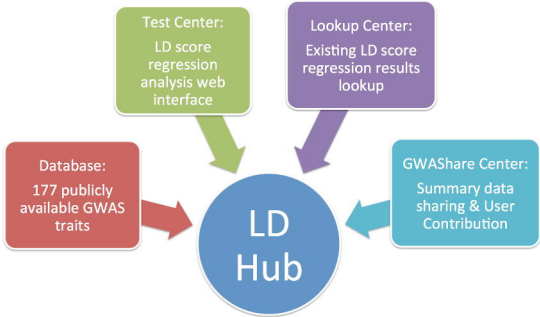 Test Center:
LD score
regression
analysis web
interface
Lookup Center:
Existing LD score
regression results
lookup
Database:
177 publicly
available GWAS
traits
GWAShare Center:
Summary data
sharing & User
Contribution
LD
Hub